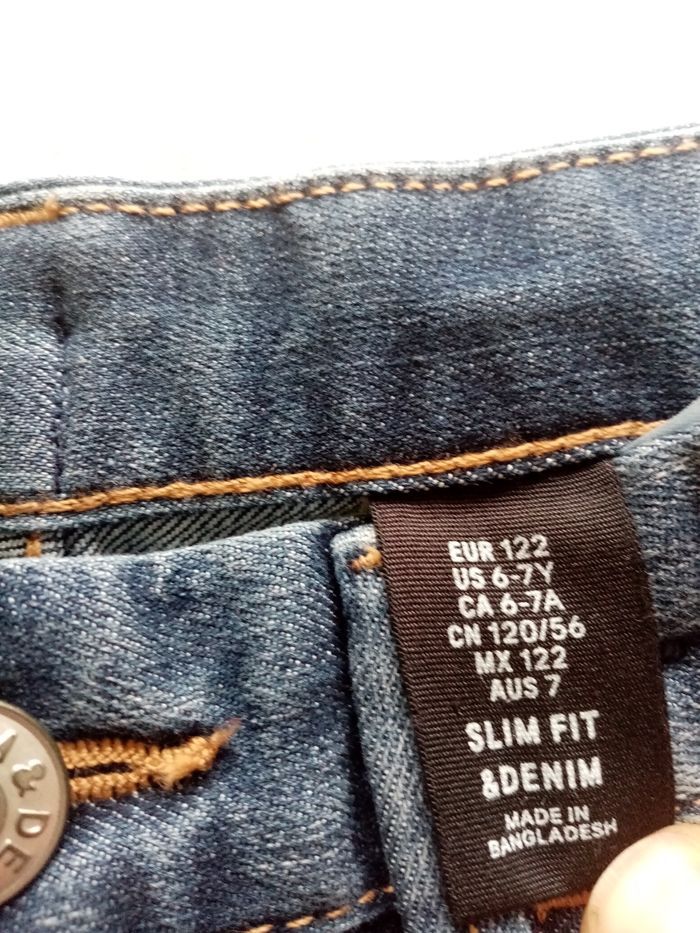 EUR 122
US 6-7Y
CA 6-7A
CN 120/56
MX 122
AUS 7
SLIM FIT
&DENIM
MADE IN
BANGLADESH
& DE